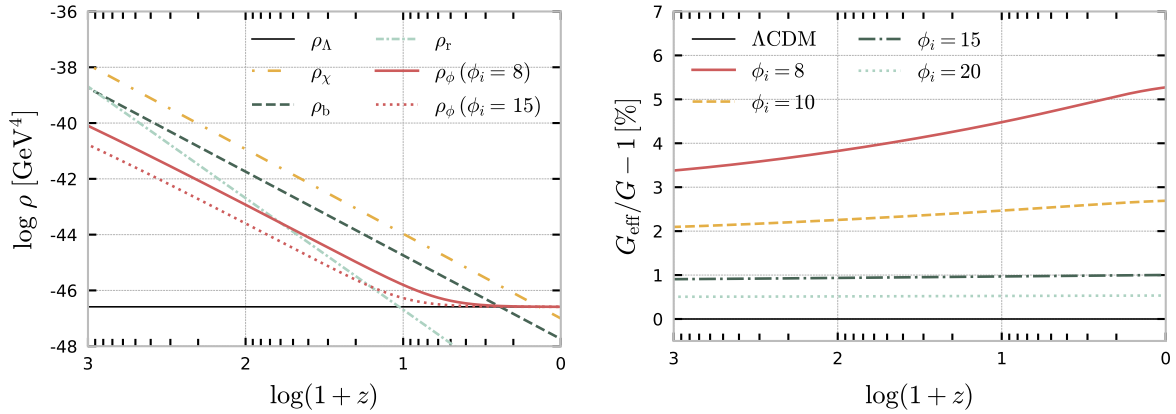 log ρ [GeV⁴]
-38
-40
-42
-44
-46
-48
ρ_Λ
ρ_χ
ρ_b
ρ_r
ρ_ϕ (ϕ_i = 8)
ρ_ϕ (ϕ_i = 15)
3 2 1 0
log(1 + z)
G_eff/G − 1 [%]
7
6
5
4
3
2
1
0
ΛCDM
ϕ_i = 8
ϕ_i = 10
ϕ_i = 15
ϕ_i = 20
3 2 1 0
log(1 + z)